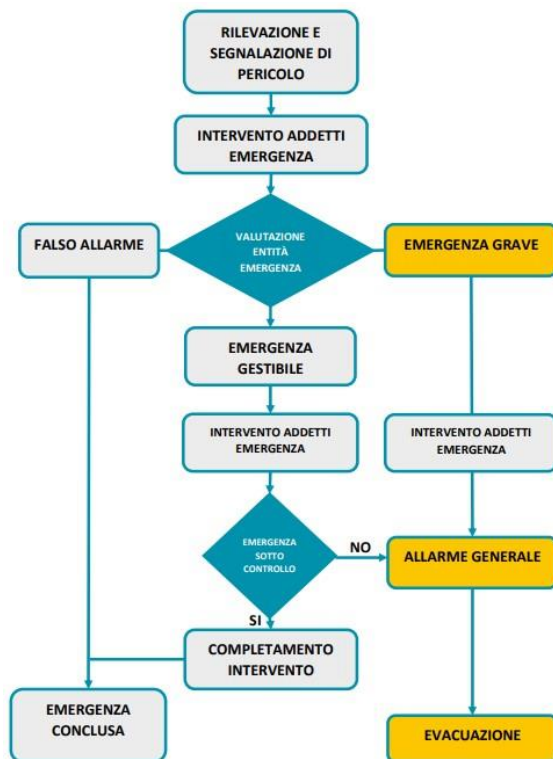 RILEVAZIONE E
SEGNALAZIONE DI
PERICOLO
INTERVENTO ADDETTI
EMERGENZA
FALSO ALLARME
VALUTAZIONE
ENTITÀ
EMERGENZA
EMERGENZA GRAVE
EMERGENZA
GESTIBILE
INTERVENTO ADDETTI
EMERGENZA
INTERVENTO ADDETTI
EMERGENZA
EMERGENZA
SOTTO
CONTROLLO
NO
ALLARME GENERALE
SI
COMPLETAMENTO
INTERVENTO
EMERGENZA
CONCLUSA
EVACUAZIONE